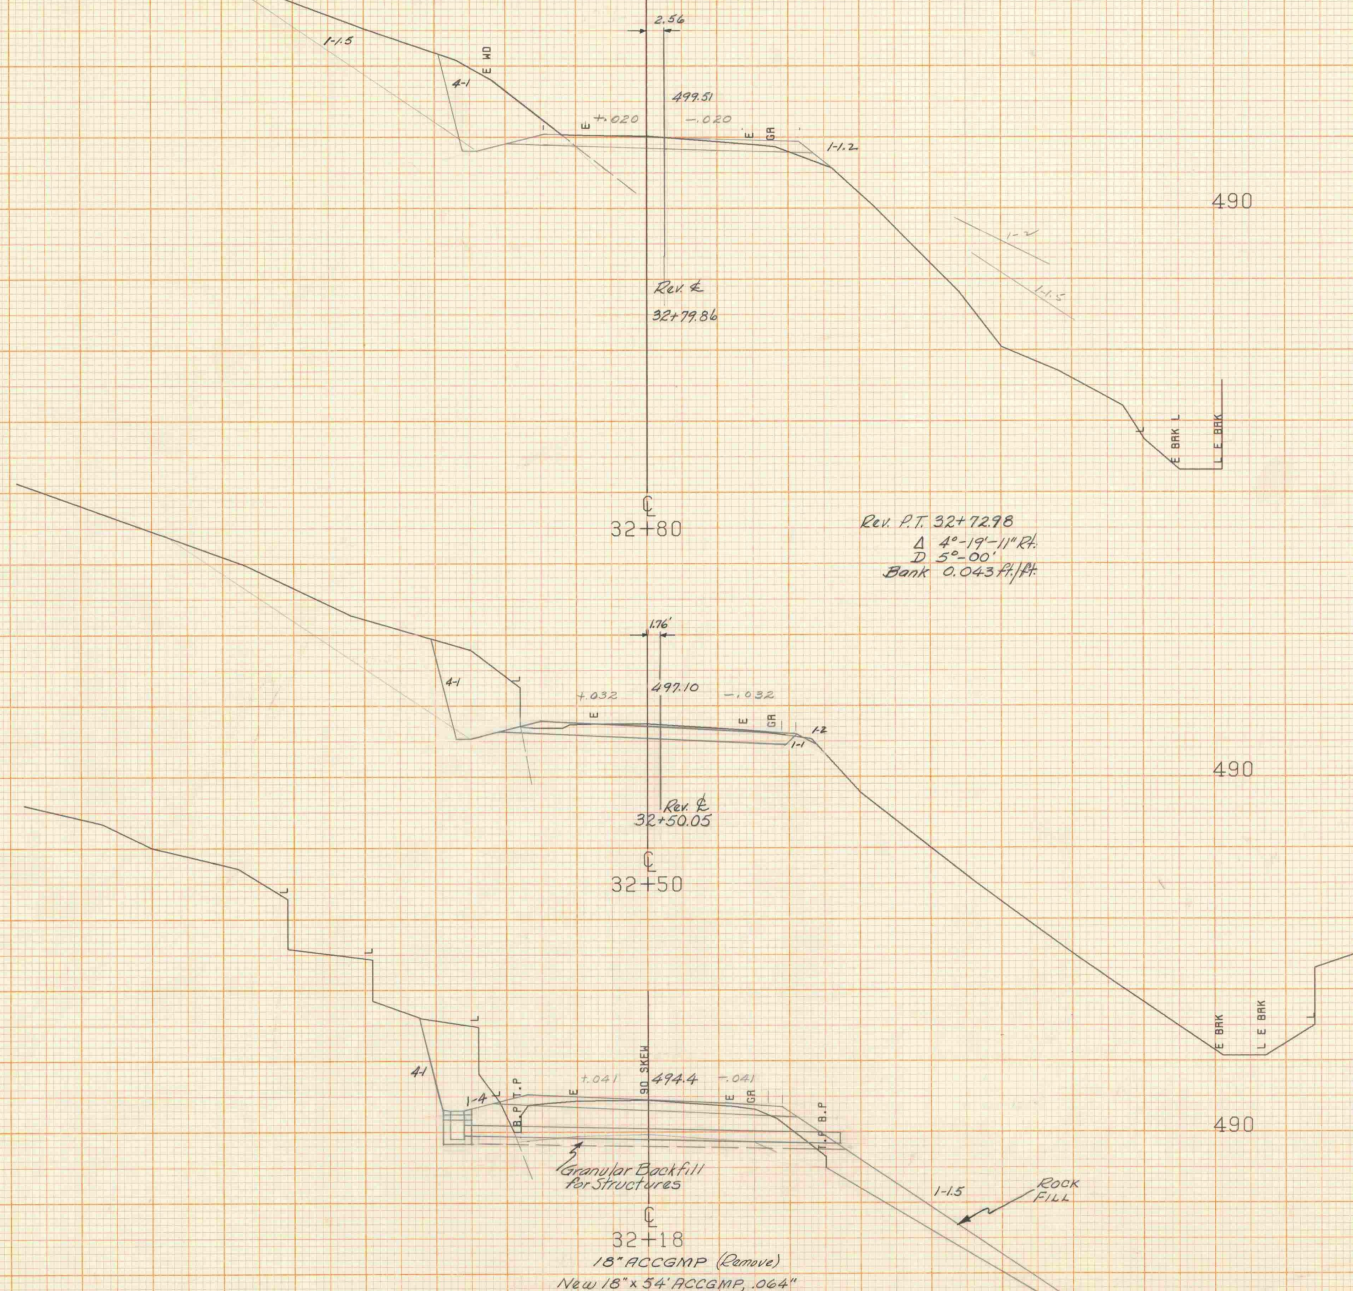 2.56
1-1.5
E WD
4-1
499.51
E +.020 -.020 E GR
1-1.2
490
1-2
1-1.5
Rev. ℄
32+79.86
L
E BRK L
L E BRK
℄
32+80
Rev. P.T. 32+72.98
Δ 4°-19'-11" Rt.
D 5°-00'
Bank 0.043 ft./ft.
1.76'
4-1
L
+.032 497.10 -.032
E E GR
1-2
1-1
490
Rev. ℄
32+50.05
℄
32+50
L
L
L
E BRK
L E BRK
L
90 SKEW
4-1
1-4
L
B.P T.P
E +.041 494.4 -.041 E GR
T.P B.P
490
Granular Backfill
for Structures
1-1.5
ROCK
FILL
℄
32+18
18" ACCGMP (Remove)
New 18" x 54' ACCGMP, .064"